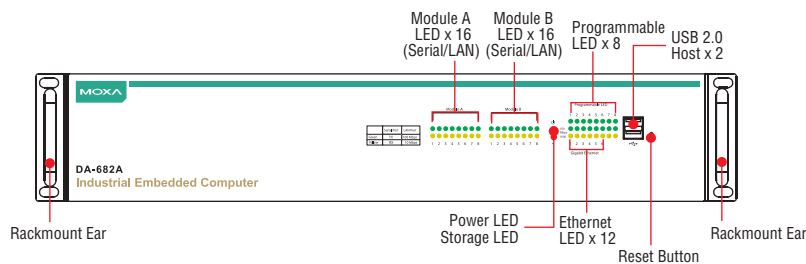 Module A
LED x 16
(Serial/LAN)
Module B
LED x 16
(Serial/LAN)
Programmable
LED x 8
USB 2.0
Host x 2
MOXA
Module A
Module B
Programmable LED
1 2 3 4 5 6 7 8
1 2 3 4 5 6 7 8
1 2 3 4 5 6 7 8
1 2 3 4 5 6
Gigabit Ethernet
DA-682A
Industrial Embedded Computer
Rackmount Ear
Power LED
Storage LED
Ethernet
LED x 12
Reset Button
Rackmount Ear